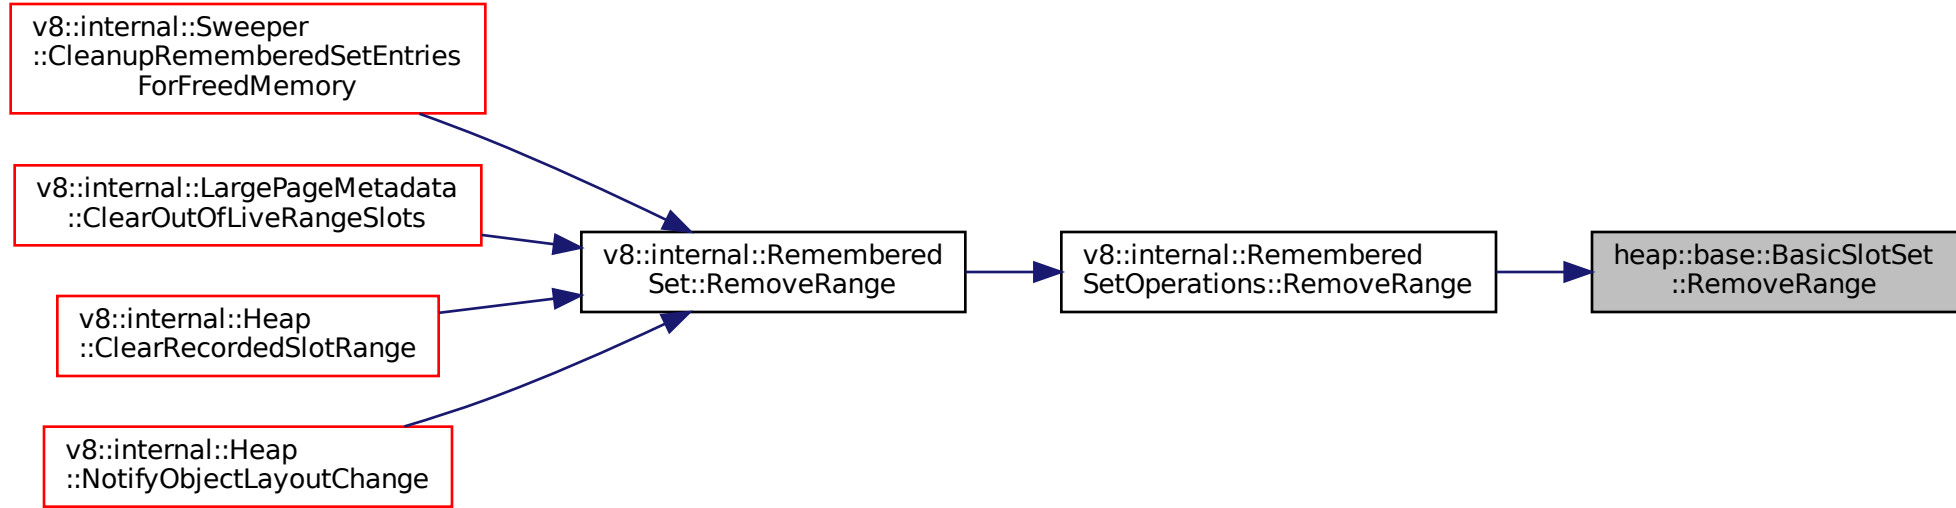 v8::internal::Sweeper
::CleanupRememberedSetEntries
ForFreedMemory
v8::internal::LargePageMetadata
::ClearOutOfLiveRangeSlots
v8::internal::Heap
::ClearRecordedSlotRange
v8::internal::Heap
::NotifyObjectLayoutChange
v8::internal::Remembered
Set::RemoveRange
v8::internal::Remembered
SetOperations::RemoveRange
heap::base::BasicSlotSet
::RemoveRange